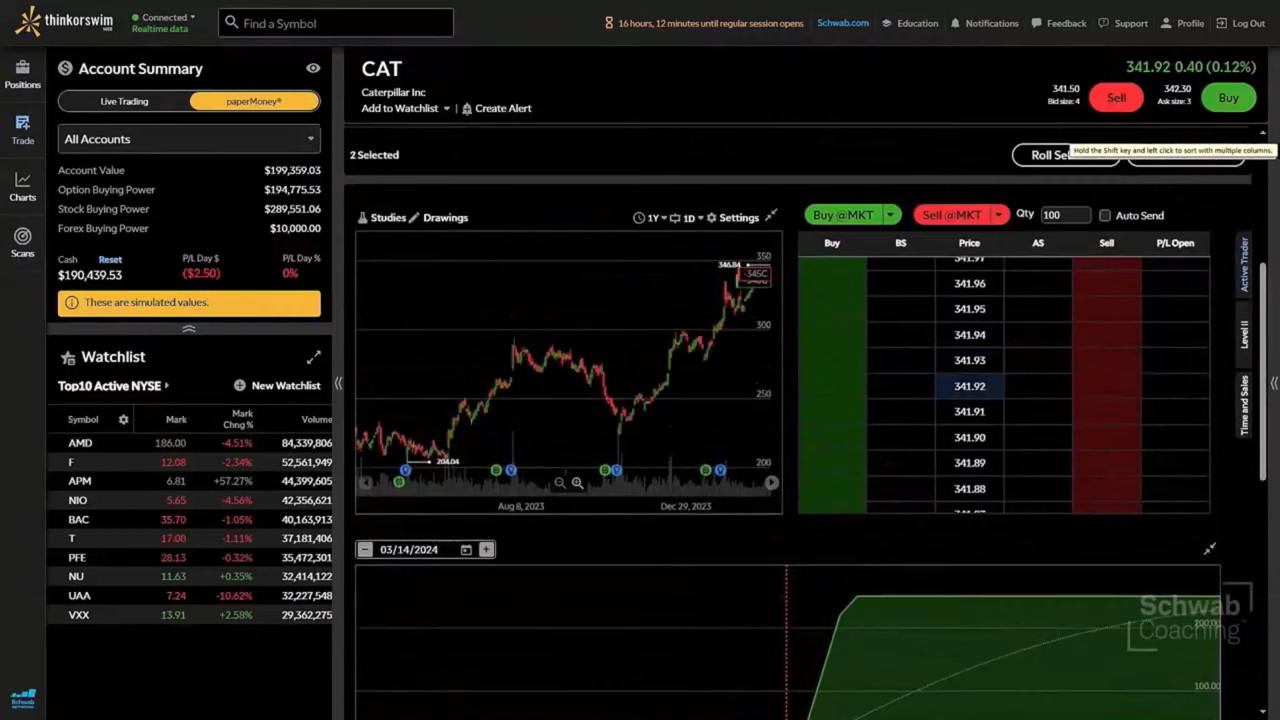 thinkorswim
WEB
Connected
Realtime data
Find a Symbol
16 hours, 12 minutes until regular session opens
Schwab.com
Education
Notifications
Feedback
Support
Profile
Log Out
Positions
Trade
Charts
Scans
Schwab
Account Summary
Live Trading
paperMoney®
All Accounts
Account Value $199,359.03
Option Buying Power $194,775.53
Stock Buying Power $289,551.06
Forex Buying Power $10,000.00
Cash Reset P/L Day $ P/L Day %
$190,439.53 ($2.50) 0%
These are simulated values.
Watchlist
Top10 Active NYSE New Watchlist
Symbol Mark Mark Chng % Volume
AMD 186.00 -4.51% 84,339,806
F 12.08 -2.34% 52,561,949
APM 6.81 +57.27% 44,399,605
NIO 5.65 -4.56% 42,356,621
BAC 35.70 -1.05% 40,163,913
T 17.00 -1.11% 37,181,406
PFE 28.13 -0.32% 35,472,301
NU 11.63 +0.35% 32,414,122
UAA 7.24 -10.62% 32,227,548
VXX 13.91 +2.58% 29,362,275
CAT
Caterpillar Inc
Add to Watchlist | Create Alert
341.92 0.40 (0.12%)
341.50
Bid size: 4
Sell
342.30
Ask size: 3
Buy
2 Selected
Roll Se
Hold the Shift key and left click to sort with multiple columns.
Studies Drawings 1Y 1D Settings
346.84
-345C
350
300
250
200
204.04
Aug 8, 2023 Dec 29, 2023
Buy @MKT Sell @MKT Qty 100 Auto Send
Buy BS Price AS Sell P/L Open
341.97
341.96
341.95
341.94
341.93
341.92
341.91
341.90
341.89
341.88
Active Trader
Level II
Time and Sales
03/14/2024
200.00
100.00
Schwab
Coaching